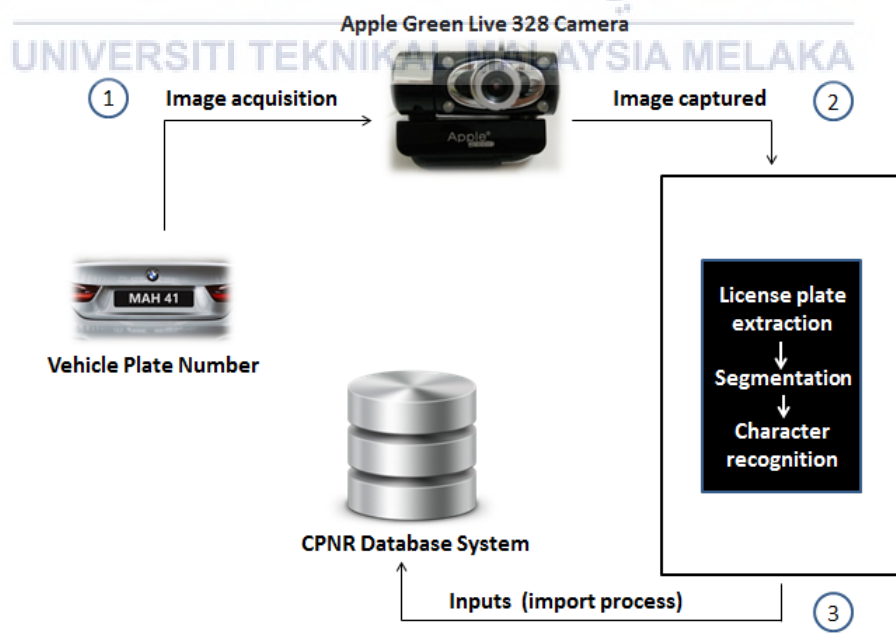 Apple Green Live 328 Camera
UNIVERSITI TEKNIKAL MALAYSIA MELAKA
1
Image acquisition
Image captured
2
Apple
MAH 41
Vehicle Plate Number
License plate
extraction
Segmentation
Character
recognition
CPNR Database System
Inputs (import process)
3